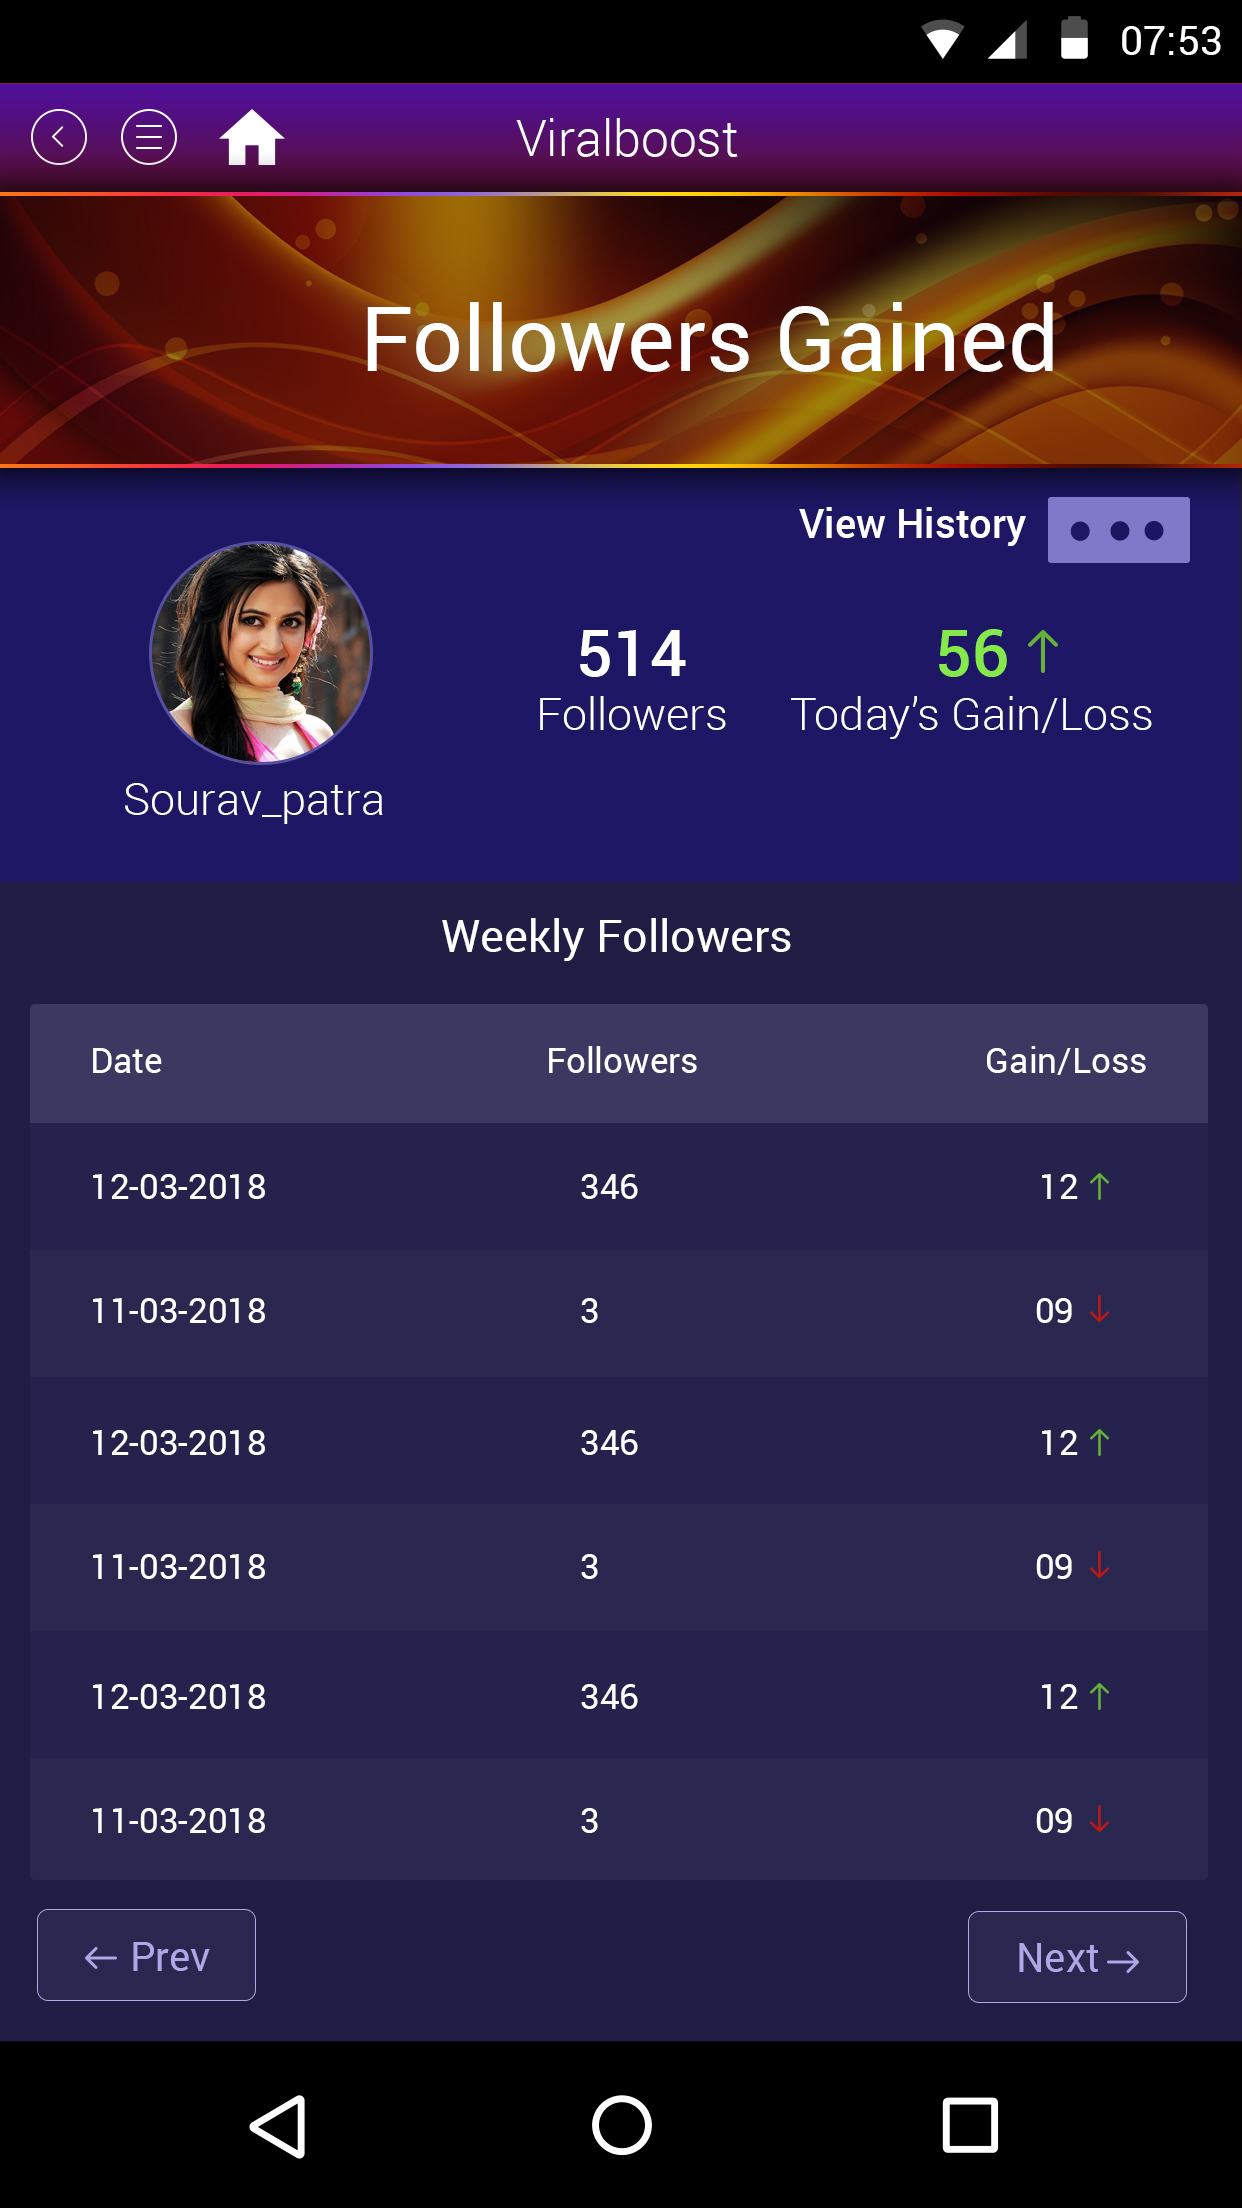 07:53
Viralboost
Followers Gained
View History
514
56 ↑
Followers
Today’s Gain/Loss
Sourav_patra
Weekly Followers
Date Followers Gain/Loss
12-03-2018 346 12 ↑
11-03-2018 3 09 ↓
12-03-2018 346 12 ↑
11-03-2018 3 09 ↓
12-03-2018 346 12 ↑
11-03-2018 3 09 ↓
← Prev
Next →